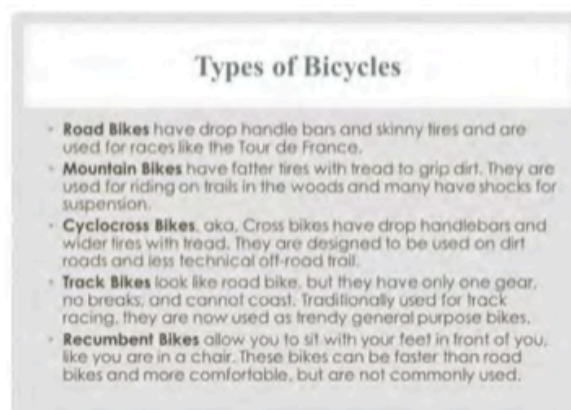 Types of Bicycles
• Road Bikes have drop handle bars and skinny tires and are
used for races like the Tour de France.
• Mountain Bikes have fatter tires with tread to grip dirt. They are
used for riding on trails in the woods and many have shocks for
suspension.
• Cyclocross Bikes, aka, Cross bikes have drop handlebars and
wider tires with tread. They are designed to be used on dirt
roads and less technical off-road trail.
• Track Bikes look like road bike, but they have only one gear,
no breaks, and cannot coast. Traditionally used for track
racing, they are now used as trendy general purpose bikes.
• Recumbent Bikes allow you to sit with your feet in front of you,
like you are in a chair. These bikes can be faster than road
bikes and more comfortable, but are not commonly used.